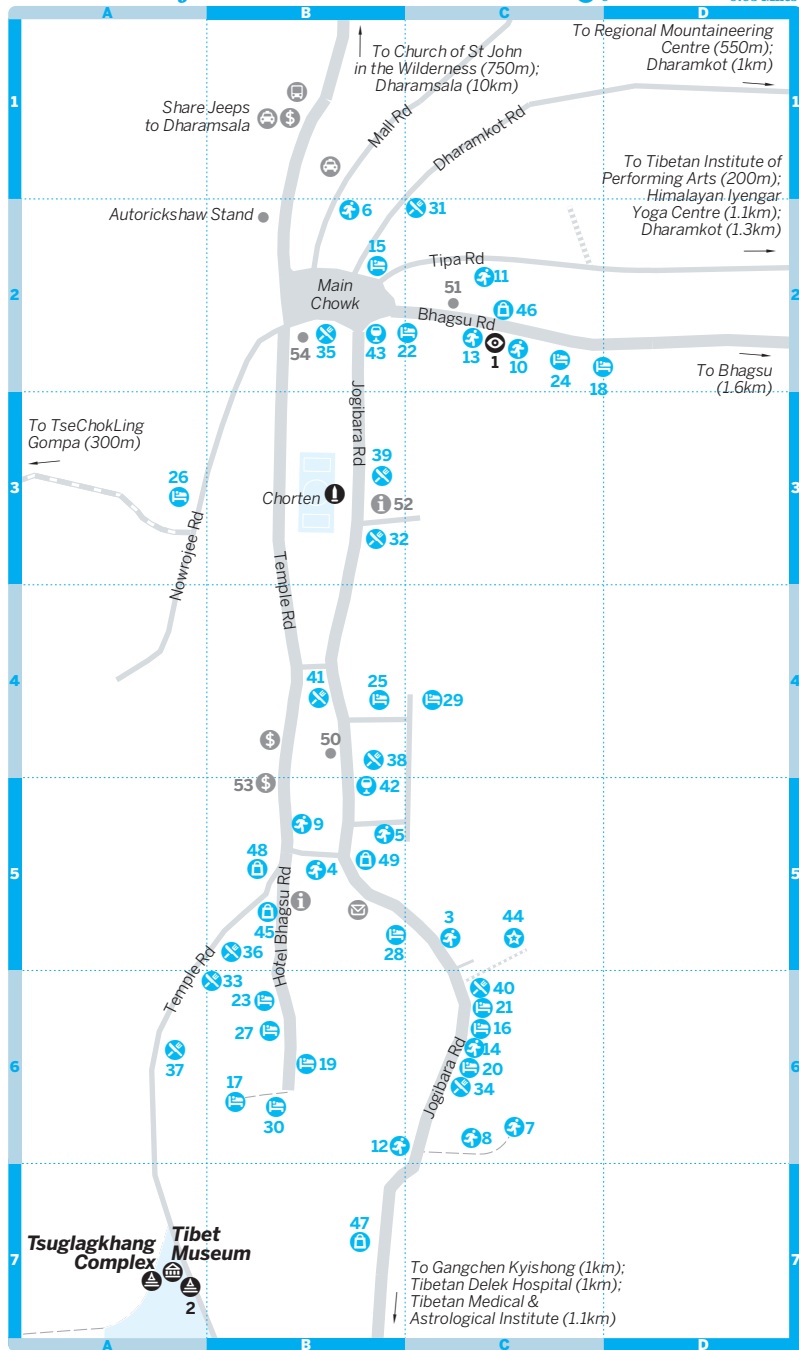 A B C D
To Church of St John
in the Wilderness (750m);
Dharamsala (10km)
To Regional Mountaineering
Centre (550m);
Dharamkot (1km)
1
1
Share Jeeps
to Dharamsala
$
Mall Rd
Dharamkot Rd
To Tibetan Institute of
Performing Arts (200m);
Himalayan Iyengar
Yoga Centre (1.1km);
Dharamkot (1.3km)
Autorickshaw Stand
6
31
15
Tipa Rd
11
2
Main
Chowk
51
46
2
Bhagsu Rd
54
35
43
22
13
1
10
24
18
To Bhagsu
(1.6km)
Jogibara Rd
To TseChokLing
Gompa (300m)
26
39
3
Chorten
i 52
3
32
Nowrojee Rd
Temple Rd
4
41
25
29
4
$
50
38
53 $
42
9
5
48
4
49
5
5
i
45
Hotel Bhagsu Rd
3
44
36
28
Temple Rd
33
23
40
21
27
16
14
37
19
20
6
6
17
34
Jogibara Rd
30
12
8
7
47
Tsuglagkhang
Complex
Tibet
Museum
2
7
7
To Gangchen Kyishong (1km);
Tibetan Delek Hospital (1km);
Tibetan Medical &
Astrological Institute (1.1km)
A B C D